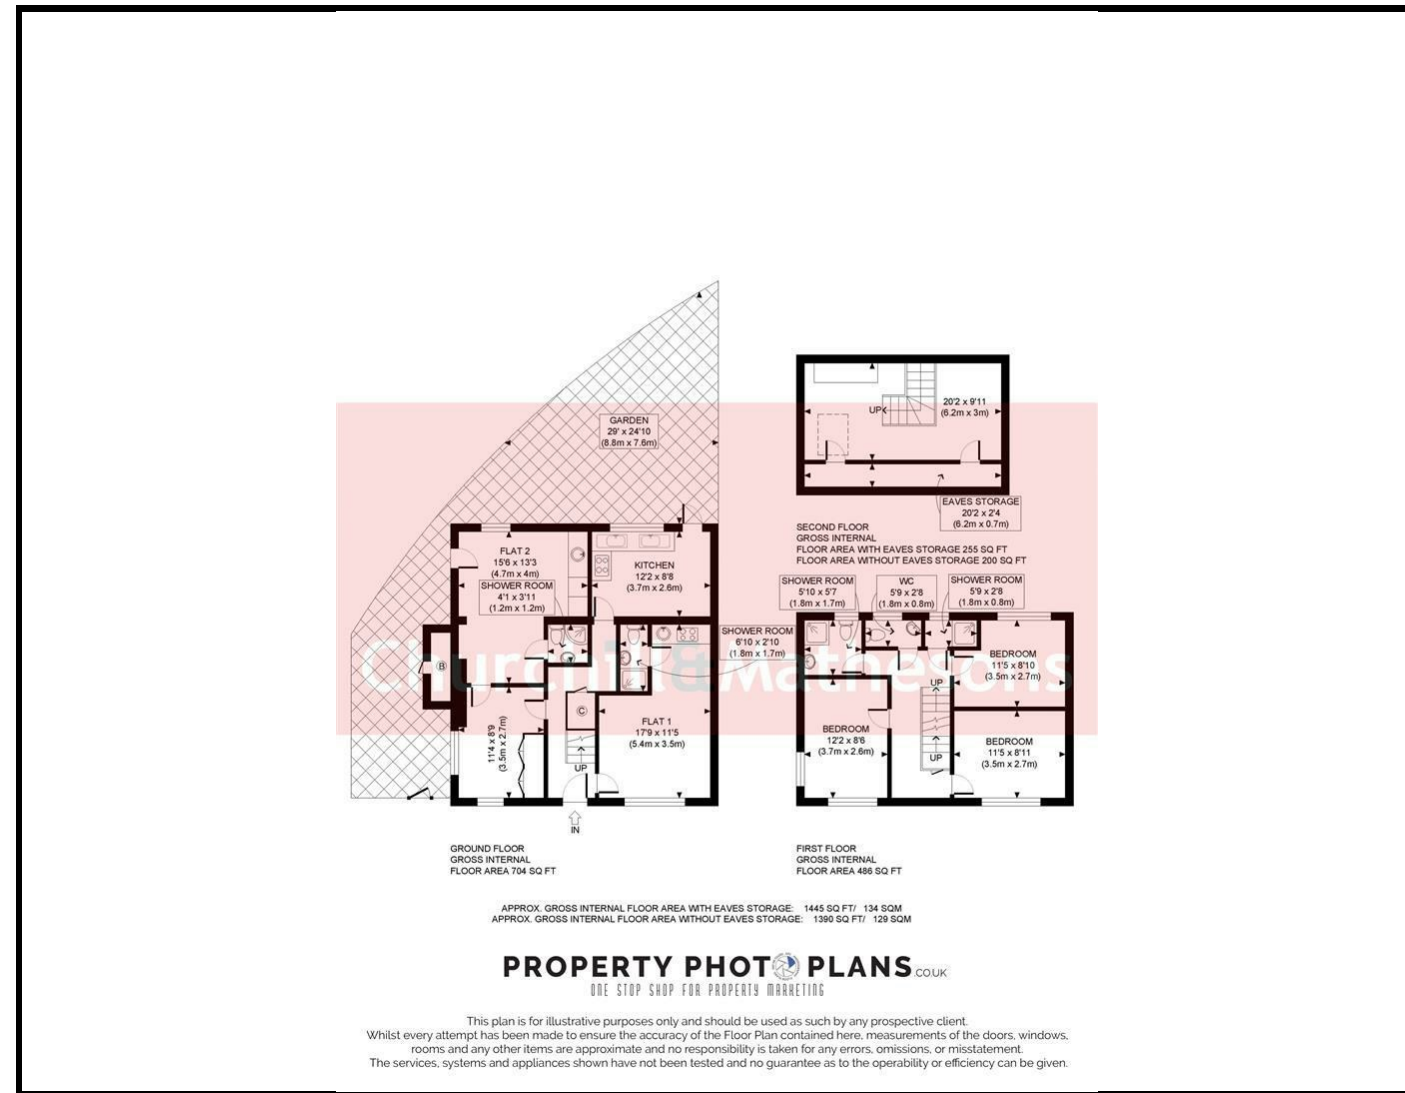 GARDEN
29' x 24'10
(8.8m x 7.6m)
UP
20'2 x 9'11
(6.2m x 3m)
EAVES STORAGE
20'2 x 2'4
(6.2m x 0.7m)
SECOND FLOOR
GROSS INTERNAL
FLOOR AREA WITH EAVES STORAGE 255 SQ FT
FLOOR AREA WITHOUT EAVES STORAGE 200 SQ FT
FLAT 2
15'6 x 13'3
(4.7m x 4m)
SHOWER ROOM
4'1 x 3'11
(1.2m x 1.2m)
KITCHEN
12'2 x 8'8
(3.7m x 2.6m)
SHOWER ROOM
6'10 x 2'10
(1.8m x 1.7m)
B
C
11'4 x 8'9
(3.5m x 2.7m)
FLAT 1
17'9 x 11'5
(5.4m x 3.5m)
UP
IN
SHOWER ROOM
5'10 x 5'7
(1.8m x 1.7m)
WC
5'9 x 2'8
(1.8m x 0.8m)
SHOWER ROOM
5'9 x 2'8
(1.8m x 0.8m)
BEDROOM
11'5 x 8'10
(3.5m x 2.7m)
UP
BEDROOM
12'2 x 8'6
(3.7m x 2.6m)
BEDROOM
11'5 x 8'11
(3.5m x 2.7m)
UP
Churchill&Mathesons
GROUND FLOOR
GROSS INTERNAL
FLOOR AREA 704 SQ FT
FIRST FLOOR
GROSS INTERNAL
FLOOR AREA 486 SQ FT
APPROX. GROSS INTERNAL FLOOR AREA WITH EAVES STORAGE: 1445 SQ FT/ 134 SQM
APPROX. GROSS INTERNAL FLOOR AREA WITHOUT EAVES STORAGE: 1390 SQ FT/ 129 SQM
PROPERTY PHOTO PLANS.CO.UK
ONE STOP SHOP FOR PROPERTY MARKETING
This plan is for illustrative purposes only and should be used as such by any prospective client.
Whilst every attempt has been made to ensure the accuracy of the Floor Plan contained here, measurements of the doors, windows,
rooms and any other items are approximate and no responsibility is taken for any errors, omissions, or misstatement.
The services, systems and appliances shown have not been tested and no guarantee as to the operability or efficiency can be given.